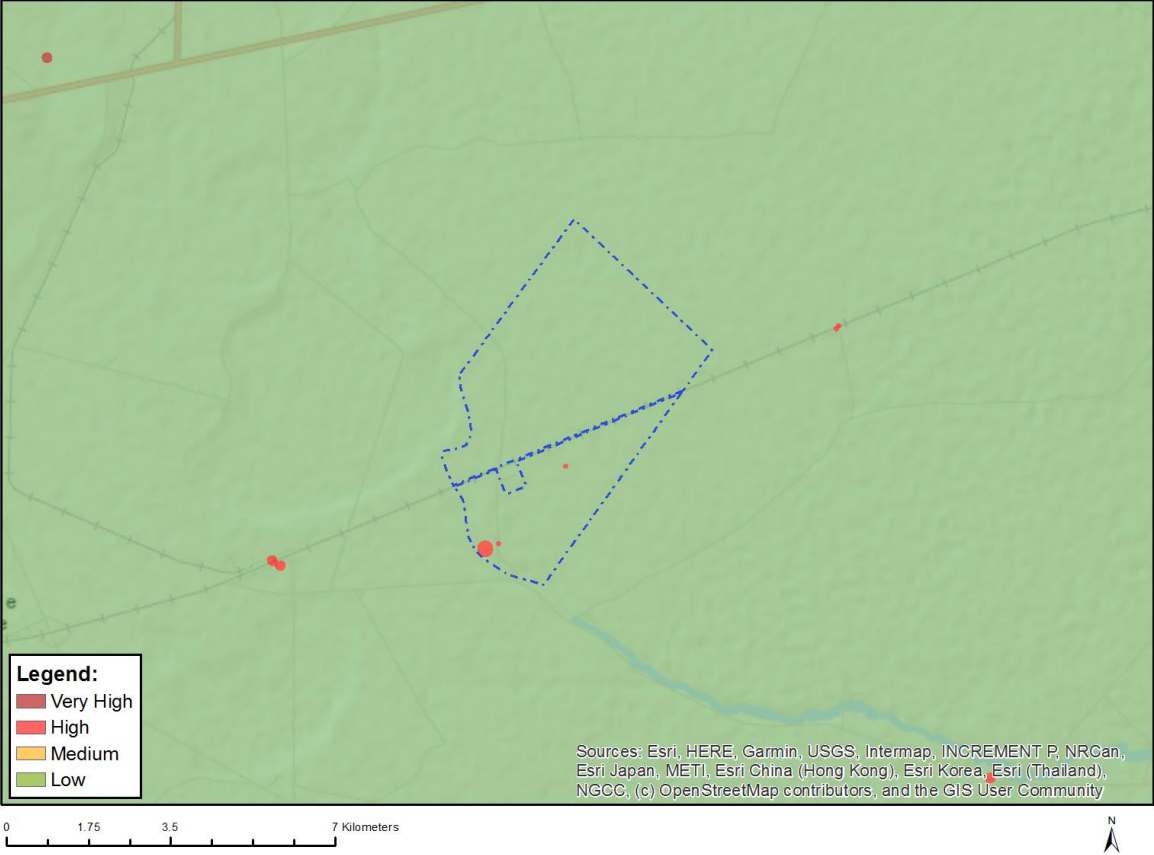 e
e
Legend:
Very High
High
Medium
Low
Sources: Esri, HERE, Garmin, USGS, Intermap, INCREMENT P, NRCan,
Esri Japan, METI, Esri China (Hong Kong), Esri Korea, Esri (Thailand),
NGCC, (c) OpenStreetMap contributors, and the GIS User Community
0 1.75 3.5 7 Kilometers
N